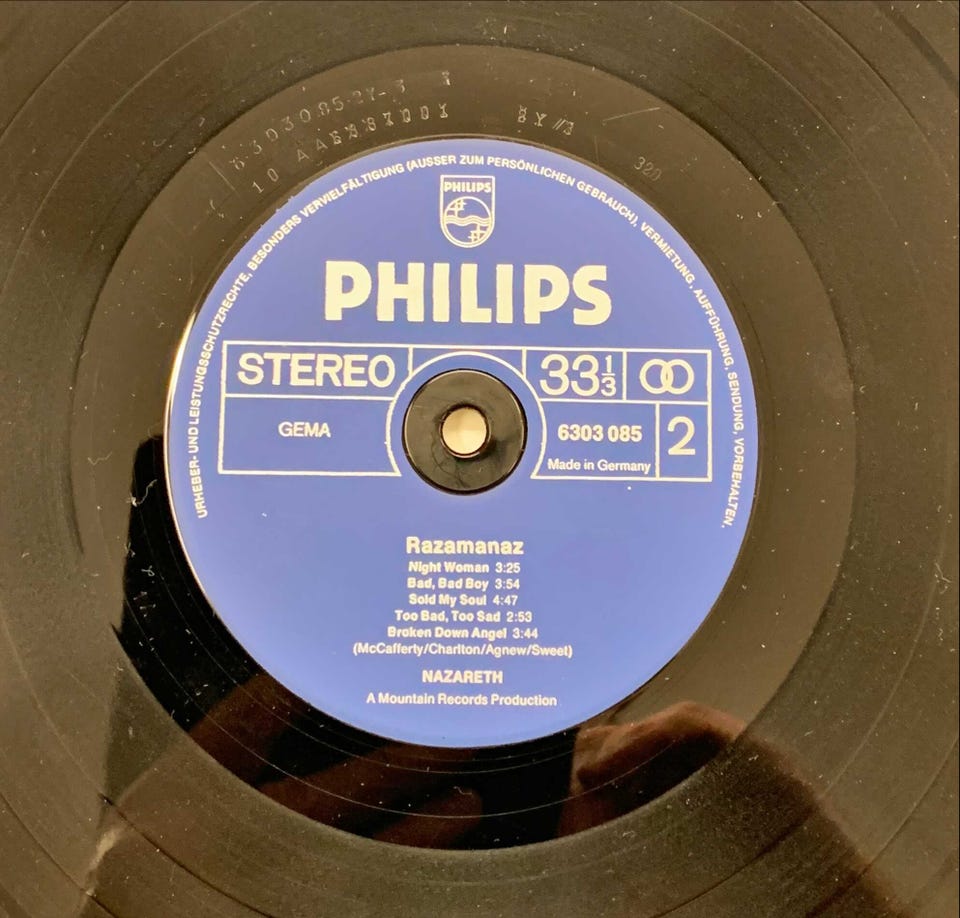 URHEBER- UND LEISTUNGSSCHUTZRECHTE, BESONDERS VERVIELFÄLTIGUNG (AUSSER ZUM PERSÖNLICHEN GEBRAUCH), VERMIETUNG, AUFFÜHRUNG, SENDUNG, VORBEHALTEN.
320
PHILIPS
PHILIPS
STEREO
33 1/3
GEMA
6303 085
2
Made in Germany
Razamanaz
Night Woman 3:25
Bad, Bad Boy 3:54
Sold My Soul 4:47
Too Bad, Too Sad 2:53
Broken Down Angel 3:44
(McCafferty/Charlton/Agnew/Sweet)
NAZARETH
A Mountain Records Production